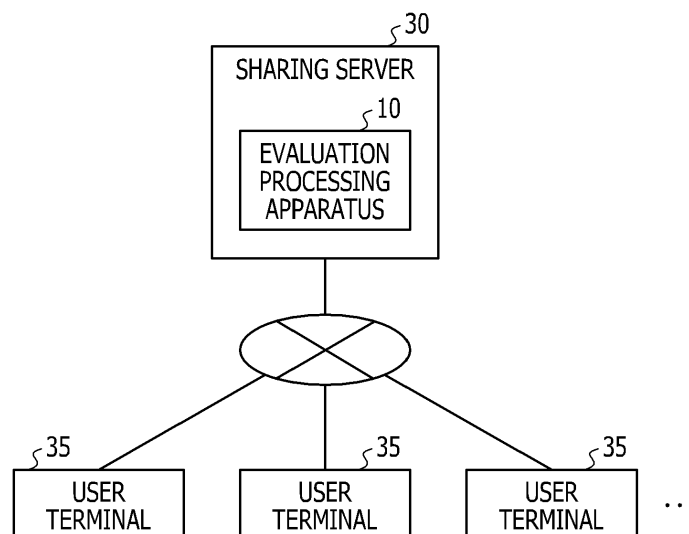 30
SHARING SERVER
10
EVALUATION
PROCESSING
APPARATUS
35
35
35
USER
TERMINAL
USER
TERMINAL
USER
TERMINAL
..